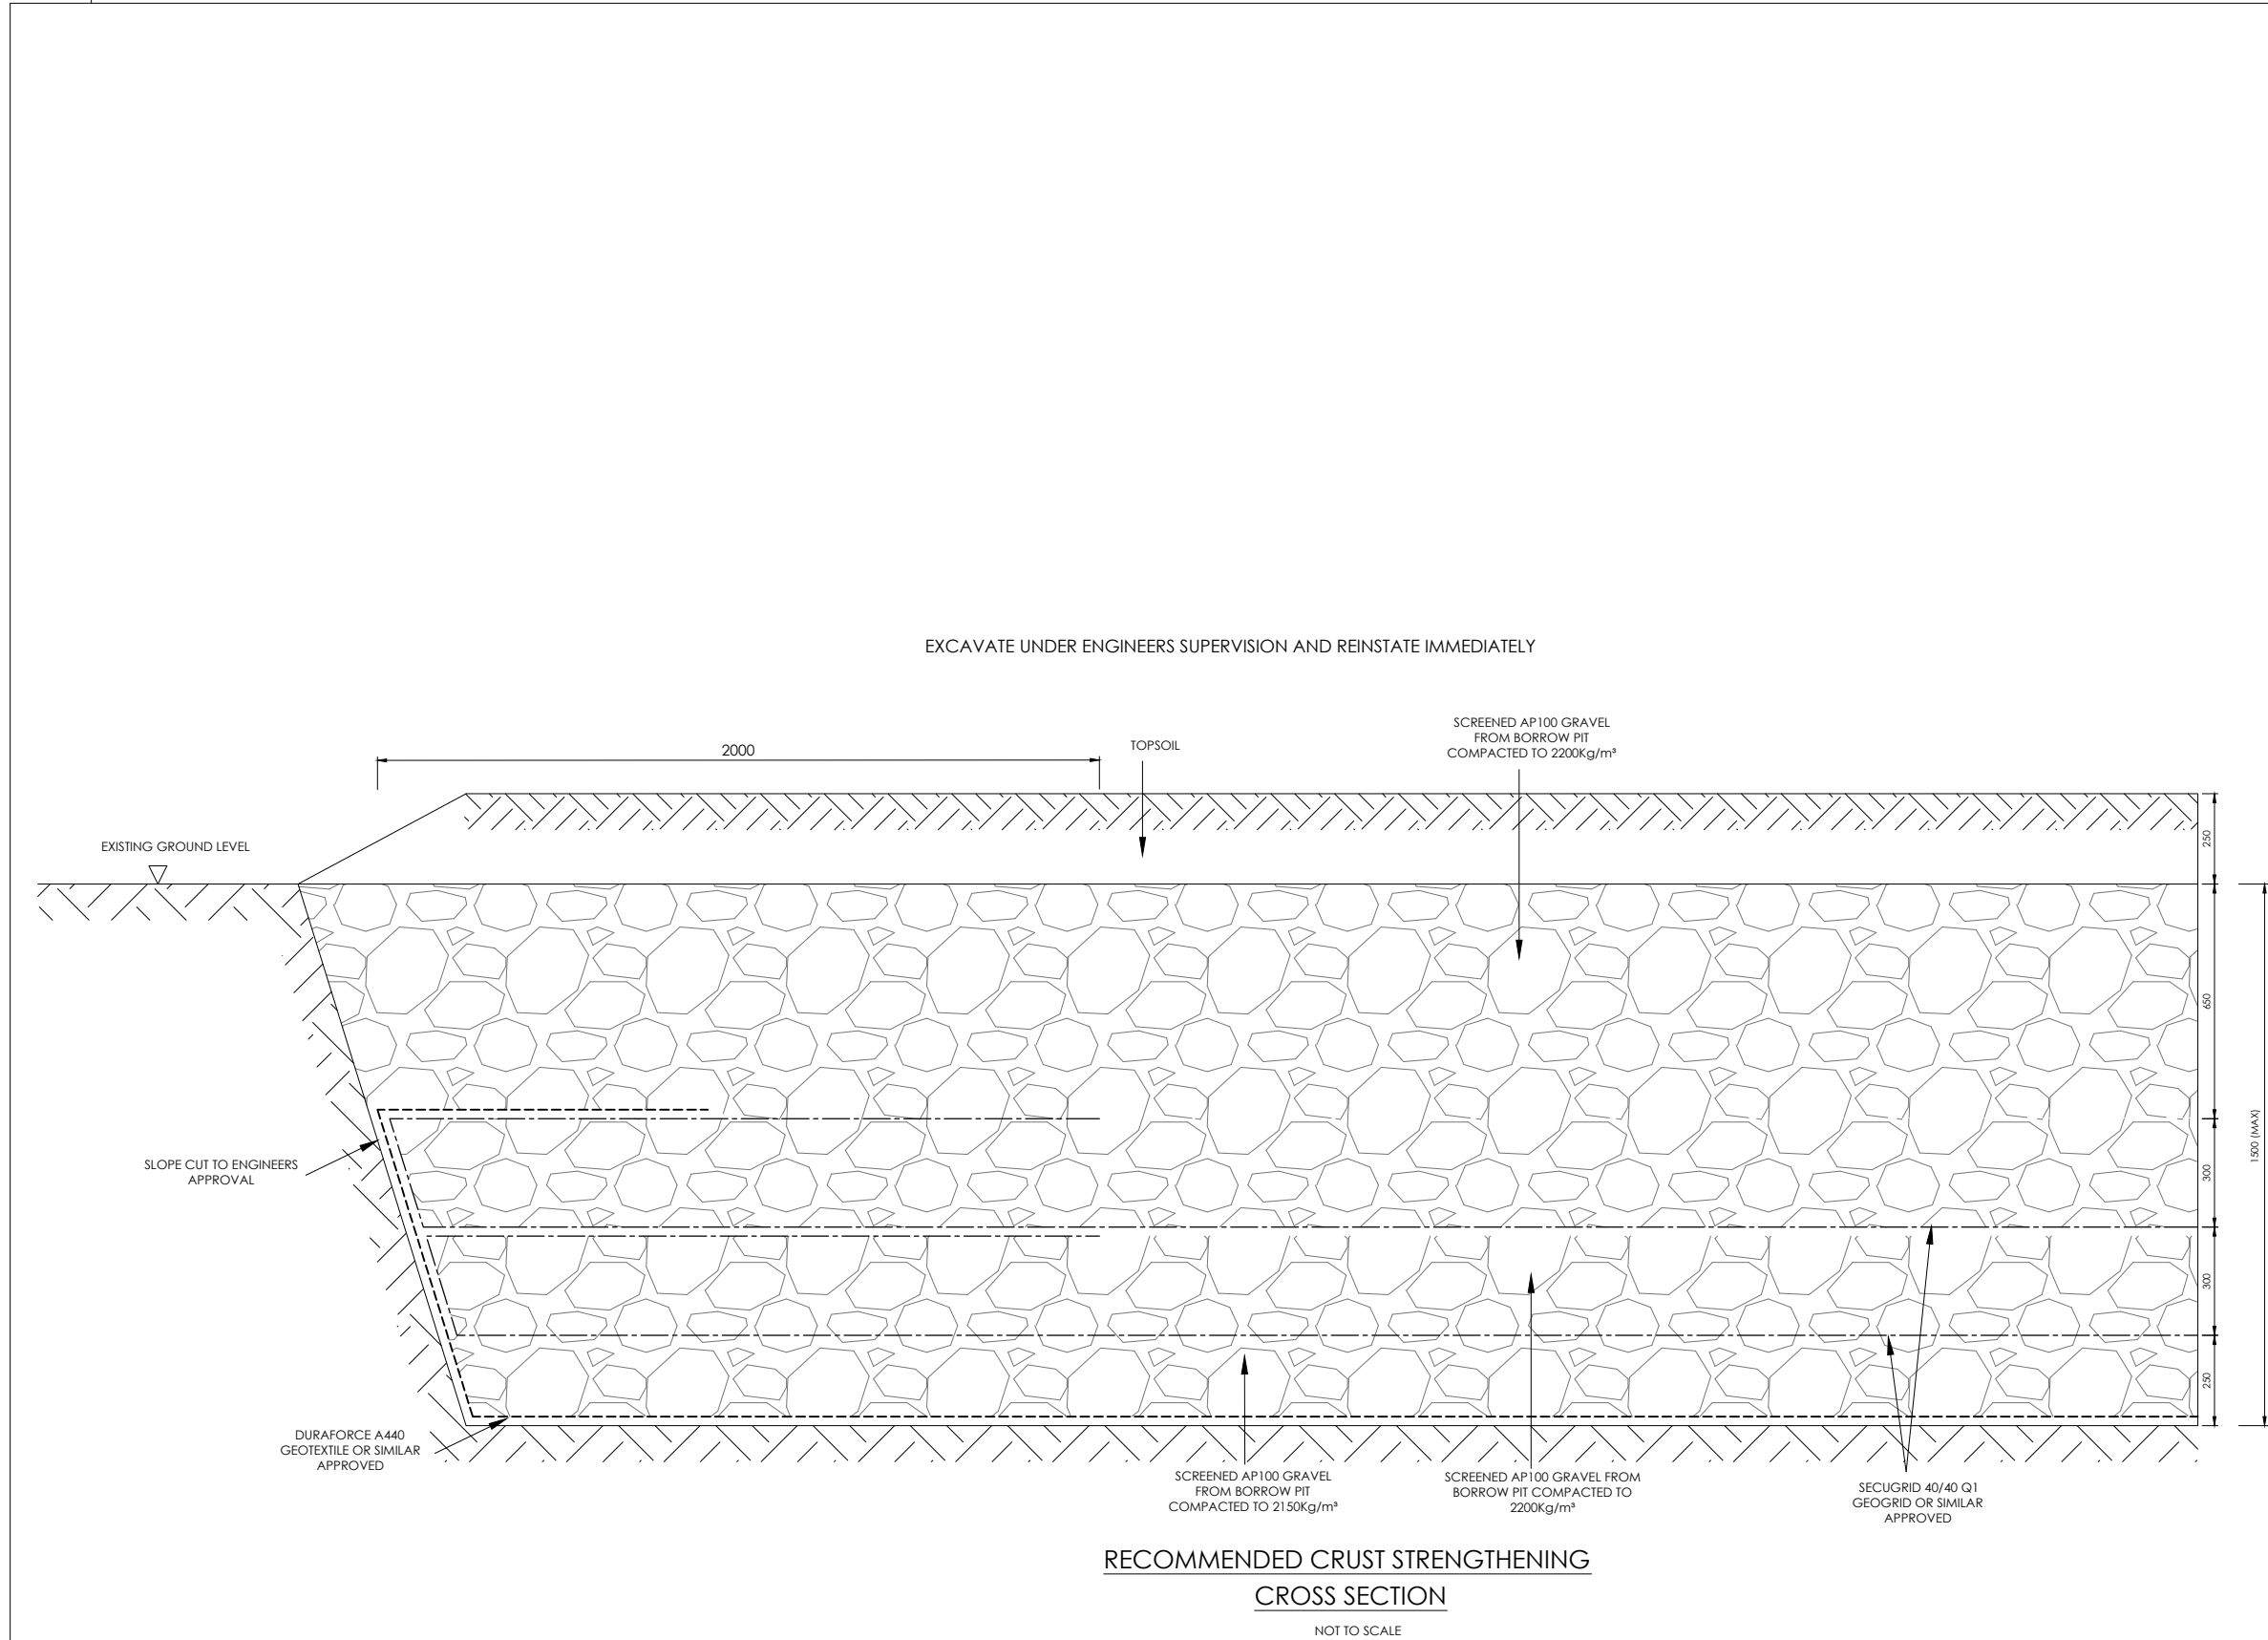 EXCAVATE UNDER ENGINEERS SUPERVISION AND REINSTATE IMMEDIATELY
SCREENED AP100 GRAVEL
FROM BORROW PIT
COMPACTED TO 2200Kg/m³
2000
TOPSOIL
EXISTING GROUND LEVEL
250
650
300
300
250
1500 (MAX)
SLOPE CUT TO ENGINEERS
APPROVAL
DURAFORCE A440
GEOTEXTILE OR SIMILAR
APPROVED
SCREENED AP100 GRAVEL
FROM BORROW PIT
COMPACTED TO 2150Kg/m³
SCREENED AP100 GRAVEL FROM
BORROW PIT COMPACTED TO
2200Kg/m³
SECUGRID 40/40 Q1
GEOGRID OR SIMILAR
APPROVED
RECOMMENDED CRUST STRENGTHENING
CROSS SECTION
NOT TO SCALE